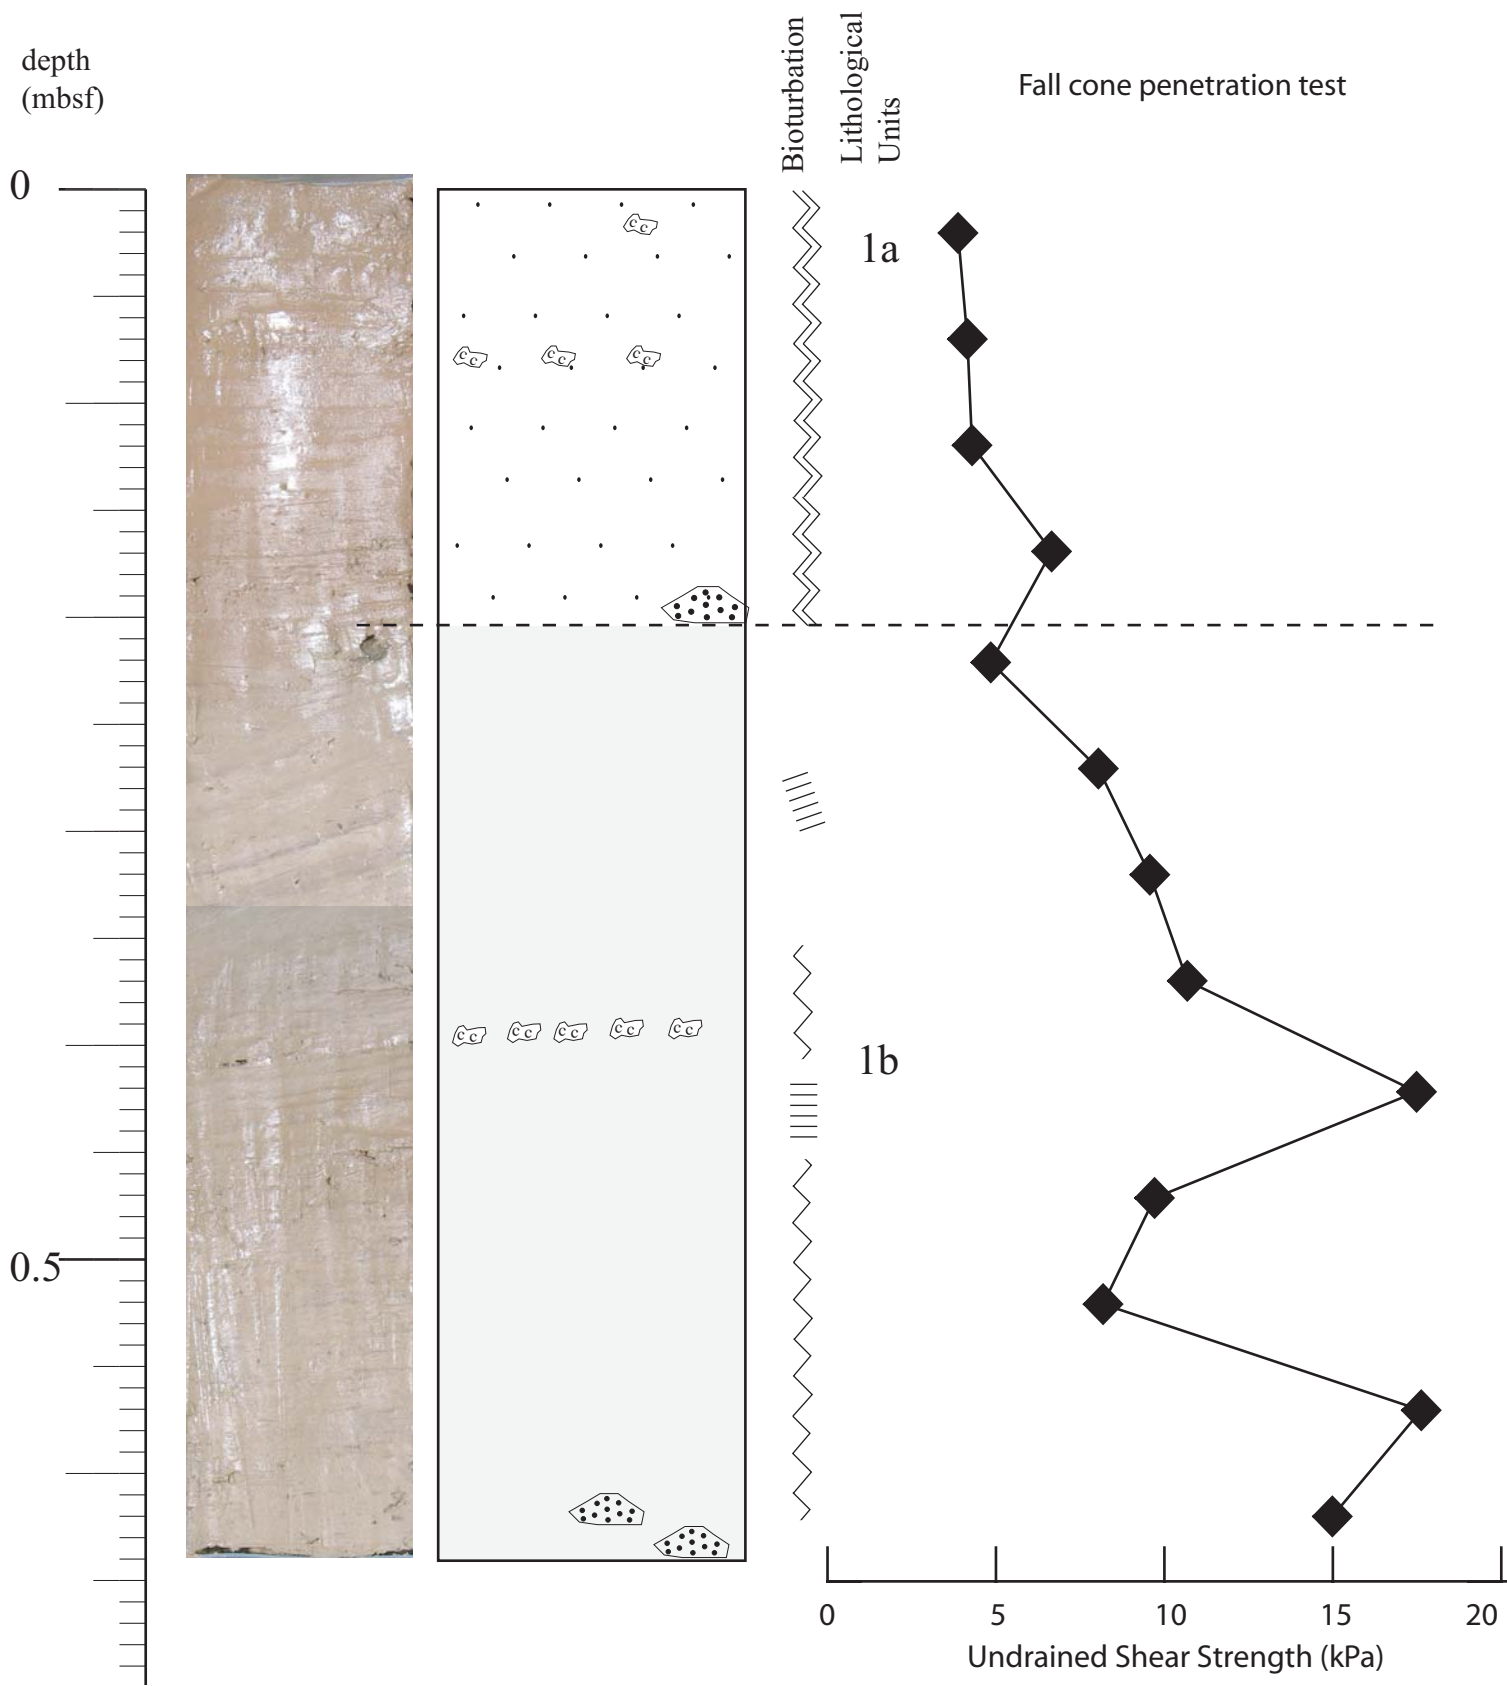 depth
(mbsf)
Bioturbation
Lithological
Units
Fall cone penetration test
0
1a
c c
c c
c c
c c
c c
c c
c c
c c
c c
1b
0.5
0
5
10
15
20
Undrained Shear Strength (kPa)